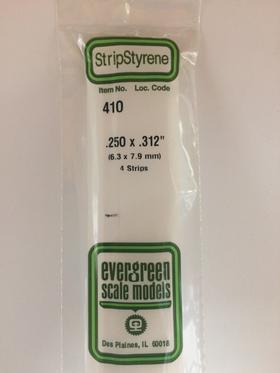 StripStyrene
Item No. Loc. Code
410
.250 x .312"
(6.3 x 7.9 mm)
4 Strips
evergreen
scale models
Des Plaines, IL 60018